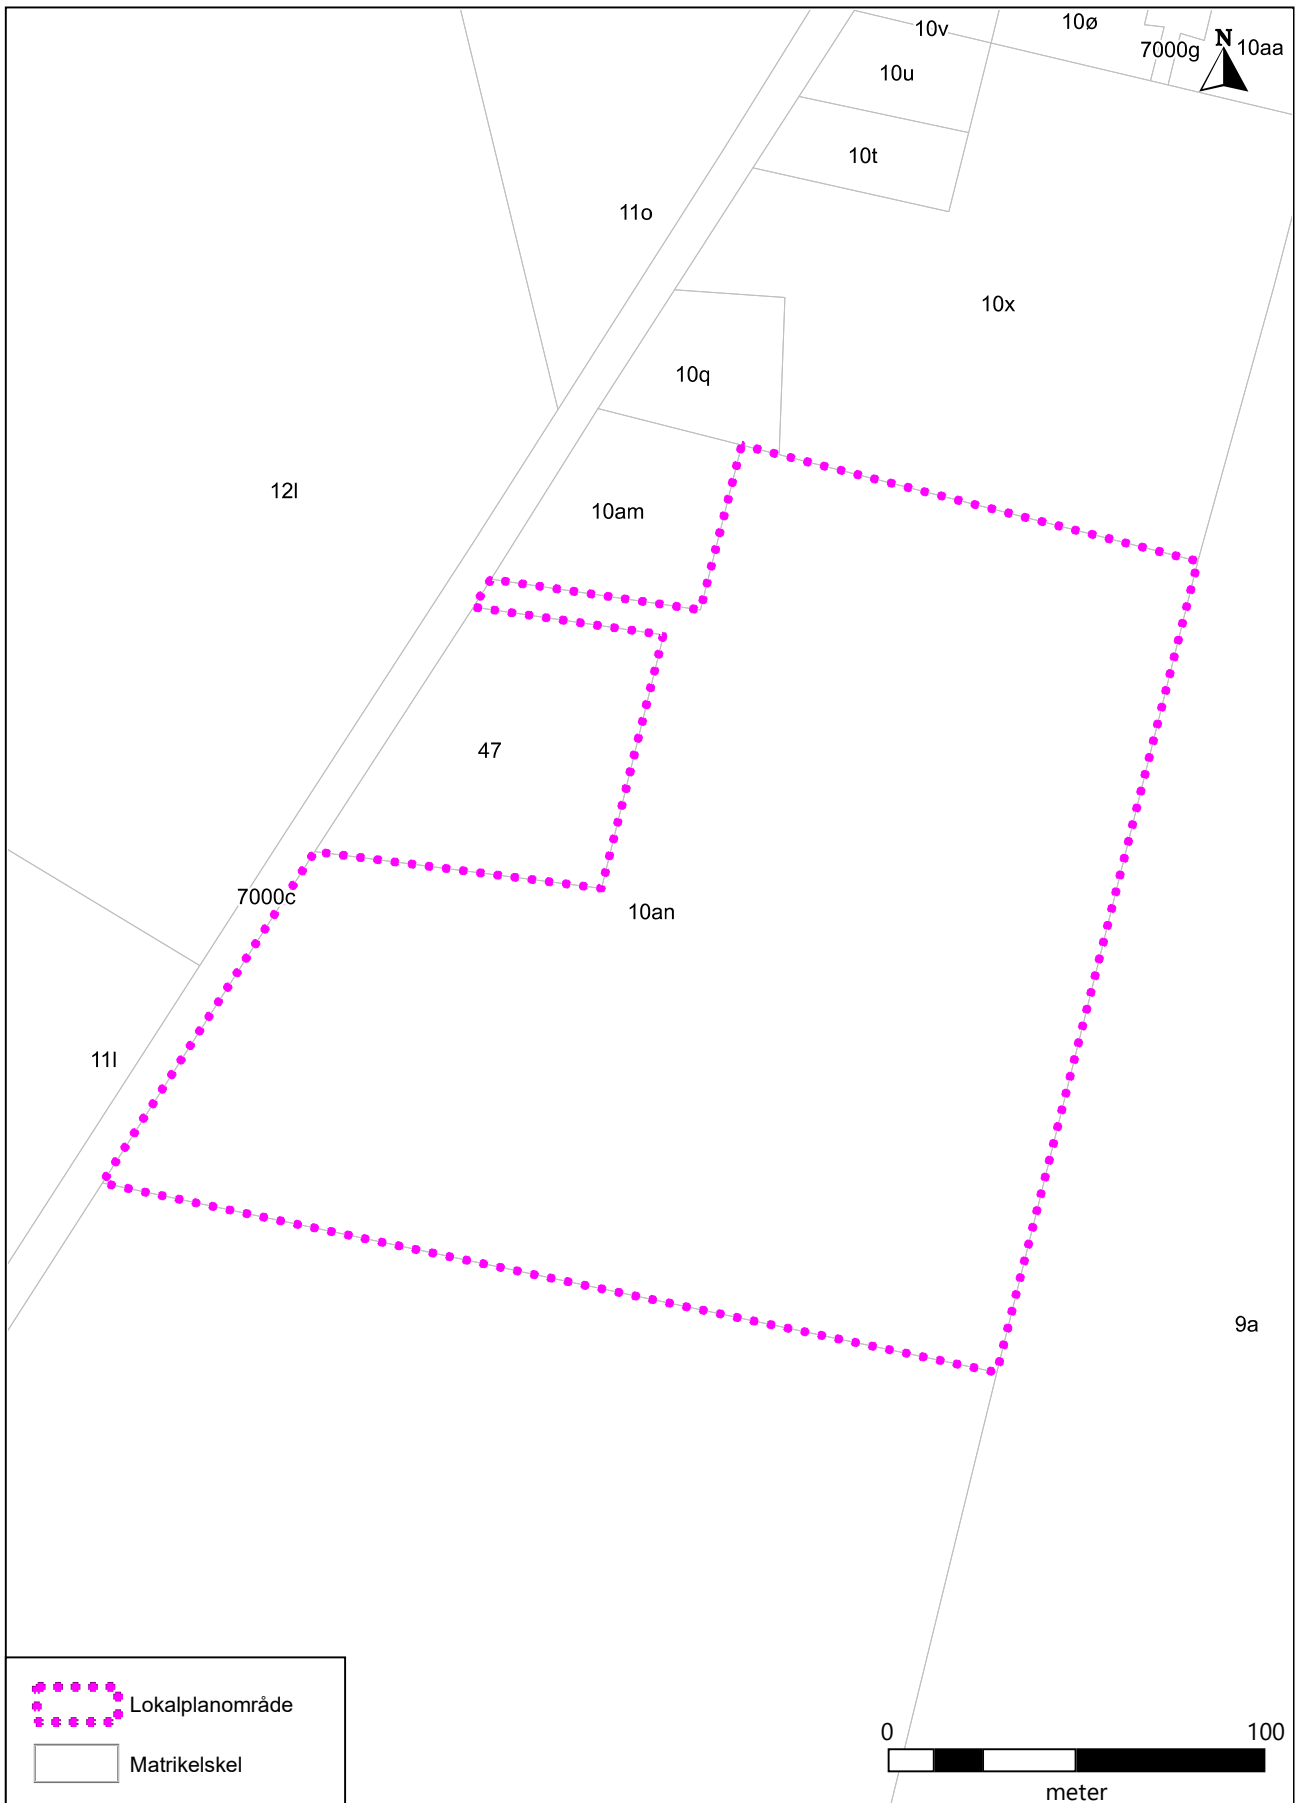 10v
10ø
7000g
N
10aa
10u
10t
11o
10x
10q
12l
10am
47
7000c
10an
11l
9a
Lokalplanområde
Matrikelskel
0 100
meter